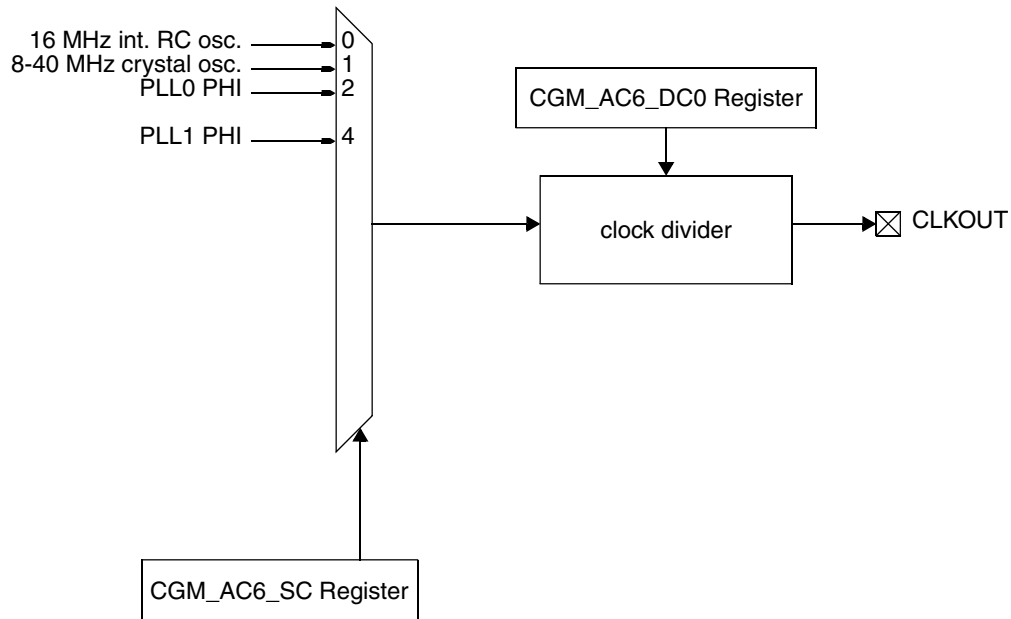 16 MHz int. RC osc. 0
8-40 MHz crystal osc. 1
PLL0 PHI 2
PLL1 PHI 4
CGM_AC6_DC0 Register
clock divider
CLKOUT
CGM_AC6_SC Register